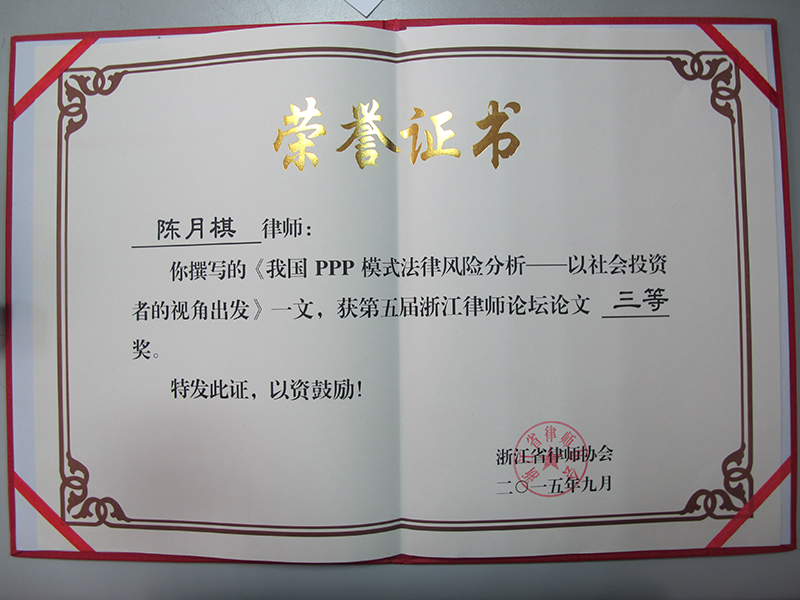 荣誉证书
陈月棋 律师：
你撰写的《我国 PPP 模式法律风险分析——以社会投资
者的视角出发》一文，获第五届浙江律师论坛论文 三等
奖。
特发此证，以资鼓励！
浙江省律师协会
二〇一五年九月